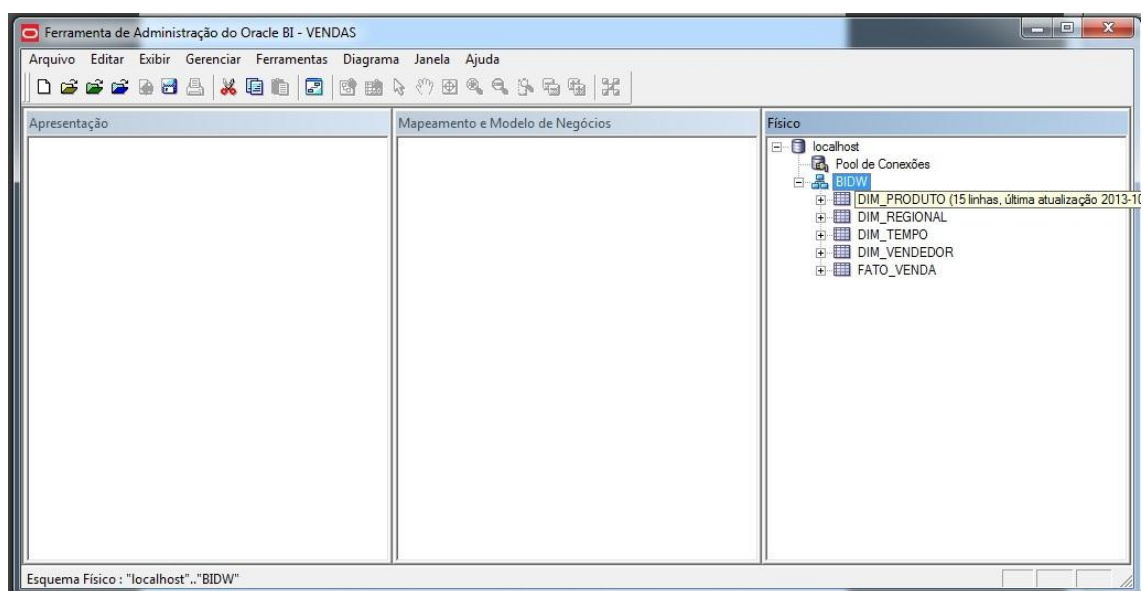 Ferramenta de Administração do Oracle BI - VENDAS
Arquivo Editar Exibir Gerenciar Ferramentas Diagrama Janela Ajuda
Apresentação
Mapeamento e Modelo de Negócios
Físico
localhost
Pool de Conexões
BIDW
DIM_PRODUTO (15 linhas, última atualização 2013-10
DIM_REGIONAL
DIM_TEMPO
DIM_VENDEDOR
FATO_VENDA
Esquema Físico : "localhost".."BIDW"